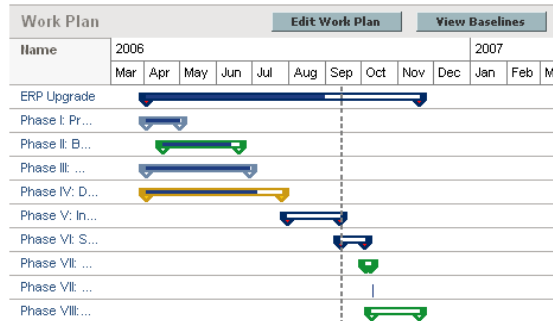 Work Plan Edit Work Plan View Baselines
Name 2006 2007
Mar Apr May Jun Jul Aug Sep Oct Nov Dec Jan Feb M
ERP Upgrade
Phase I: Pr...
Phase II: B...
Phase III: ...
Phase IV: D...
Phase V: In...
Phase VI: S...
Phase VII: ...
Phase VII: ...
Phase VIII:...